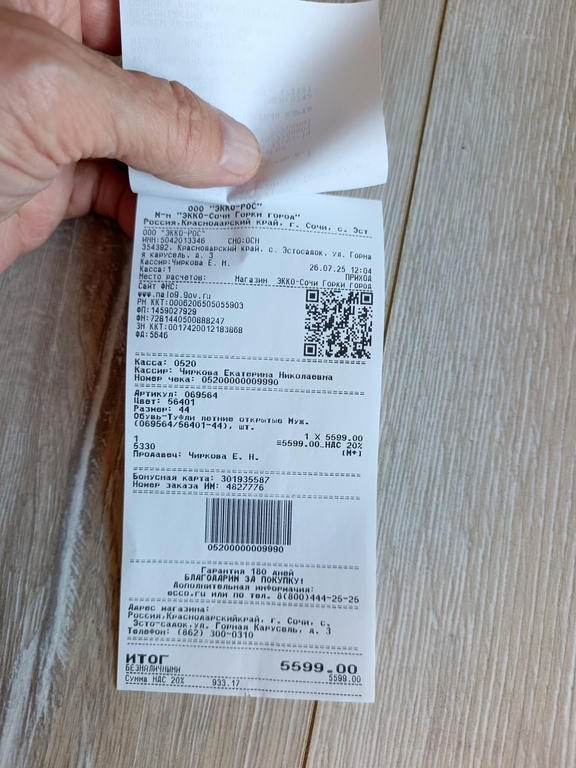 ООО "ЭККО-РОС"
М-н "ЭККО-Сочи Горки город"
Россия,Краснодарский край, г. Сочи, с. Эст
ООО "ЭККО-РОС"
ИНН:5042013346 СНО:ОСН
354392, Краснодарский край, с. Эстосадок, ул. Горна
я карусель, д. 3
Кассир:Чиркова Е. Н. 26.07.25 12:04
Касса:1 ПРИХОД
Место расчетов: Магазин ЭККО-Сочи Горки город
Сайт ФНС:
www.nalog.gov.ru
РН ККТ:0006206505055903
ФП:1459027929
ФН:7281440500888247
ЗН ККТ:00174200121838​68
ФД:5646
Касса: 0520
Кассир: Чиркова Екатерина Николаевна
Номер чека: 05200000009990
Артикул: 069564
Цвет: 56401
Размер: 44
Обувь-Туфли летние открытые Муж.
(069564/56401-44), шт.
1 X 5599.00
1 =5599.00 НДС 20%
5330 (М+)
Продавец: Чиркова Е. Н.
Бонусная карта: 301935587
Номер заказа ИМ: 4827776
05200000009990
Гарантия 180 дней
БЛАГОДАРИМ ЗА ПОКУПКУ!
Дополнительная информация:
ecco.ru или по тел. 8(800)444-25-25
Адрес магазина:
Россия,Краснодарскийкрай, г. Сочи, с.
Эсто-садок,ул. Горная Карусель, д. 3
Телефон: (862) 300-0310
ИТОГ 5599.00
БЕЗНАЛИЧНЫМИ 5599.00
Сумма НДС 20% 933.17